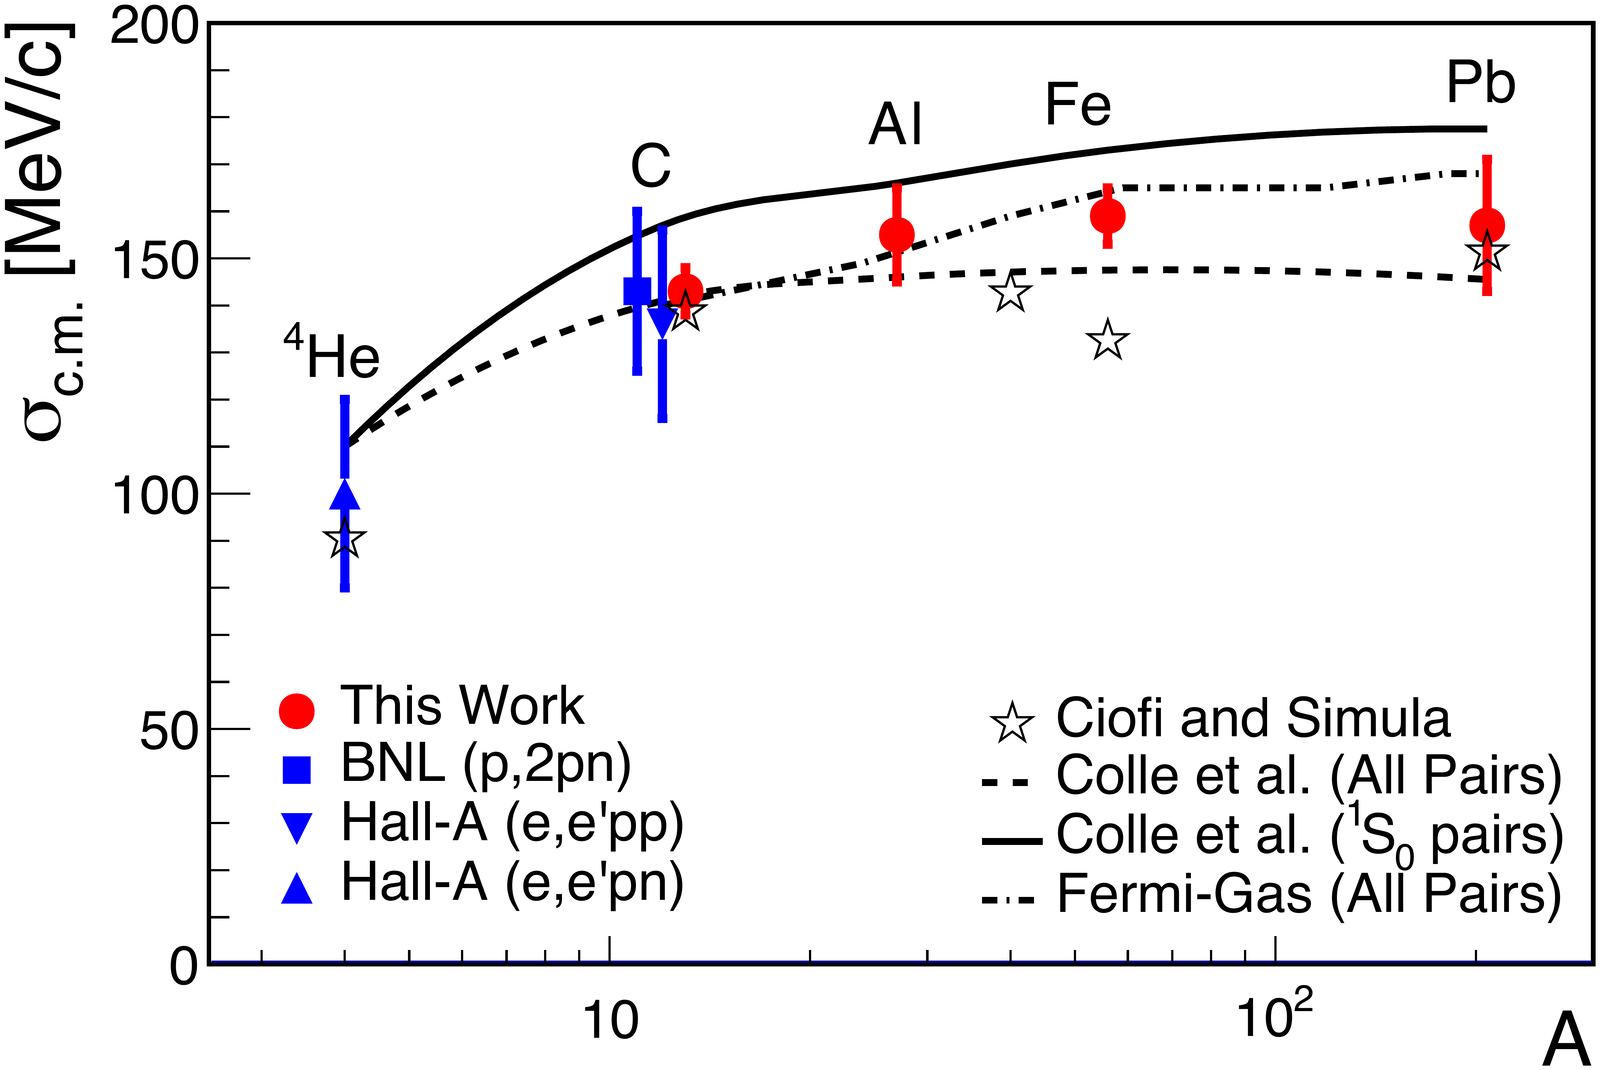 200
150
100
50
0
σc.m. [MeV/c]
⁴He
C
Al
Fe
Pb
This Work
BNL (p,2pn)
Hall-A (e,e'pp)
Hall-A (e,e'pn)
Ciofi and Simula
Colle et al. (All Pairs)
Colle et al. (¹S₀ pairs)
Fermi-Gas (All Pairs)
10
10²
A